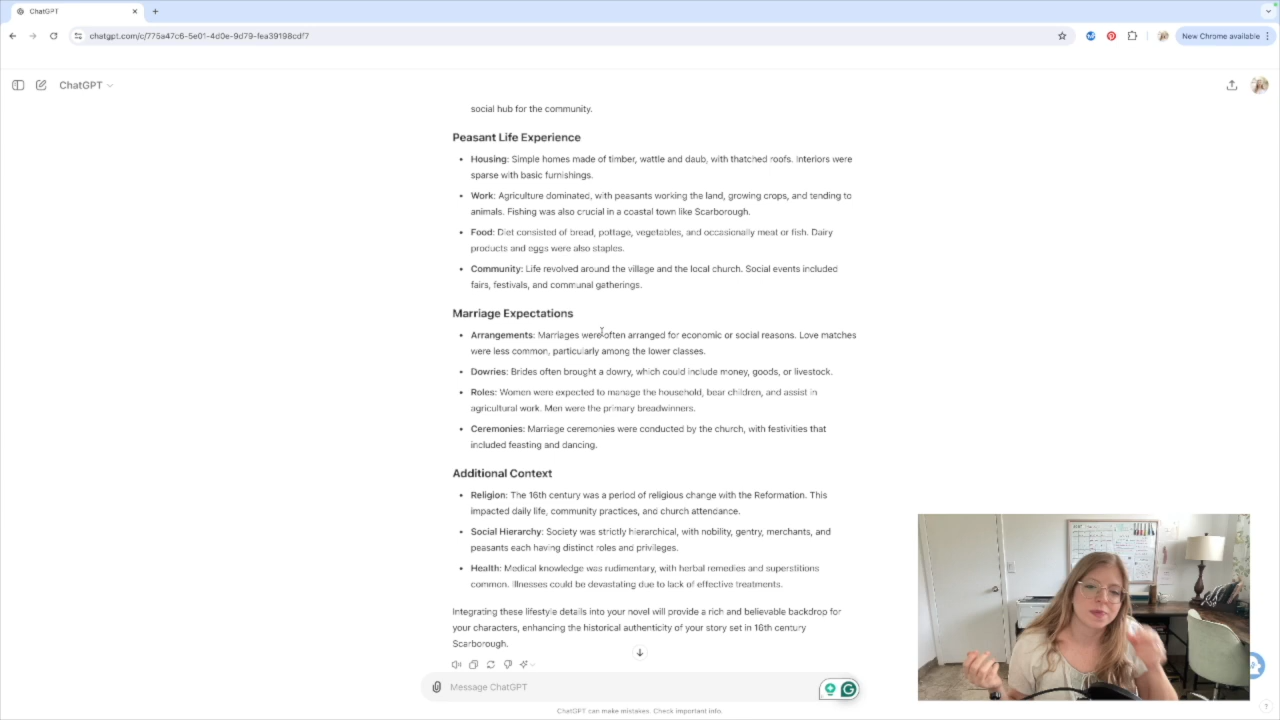 ChatGPT
chatgpt.com/c/775a47c6-5e01-4d0e-9d79-fea39198cdf7
New Chrome available
ChatGPT
social hub for the community.
Peasant Life Experience
• Housing: Simple homes made of timber, wattle and daub, with thatched roofs. Interiors were
sparse with basic furnishings.
• Work: Agriculture dominated, with peasants working the land, growing crops, and tending to
animals. Fishing was also crucial in a coastal town like Scarborough.
• Food: Diet consisted of bread, pottage, vegetables, and occasionally meat or fish. Dairy
products and eggs were also staples.
• Community: Life revolved around the village and the local church. Social events included
fairs, festivals, and communal gatherings.
Marriage Expectations
• Arrangements: Marriages were often arranged for economic or social reasons. Love matches
were less common, particularly among the lower classes.
• Dowries: Brides often brought a dowry, which could include money, goods, or livestock.
• Roles: Women were expected to manage the household, bear children, and assist in
agricultural work. Men were the primary breadwinners.
• Ceremonies: Marriage ceremonies were conducted by the church, with festivities that
included feasting and dancing.
Additional Context
• Religion: The 16th century was a period of religious change with the Reformation. This
impacted daily life, community practices, and church attendance.
• Social Hierarchy: Society was strictly hierarchical, with nobility, gentry, merchants, and
peasants each having distinct roles and privileges.
• Health: Medical knowledge was rudimentary, with herbal remedies and superstitions
common. Illnesses could be devastating due to lack of effective treatments.
Integrating these lifestyle details into your novel will provide a rich and believable backdrop for
your characters, enhancing the historical authenticity of your story set in 16th century
Scarborough.
Message ChatGPT
ChatGPT can make mistakes. Check important info.
?